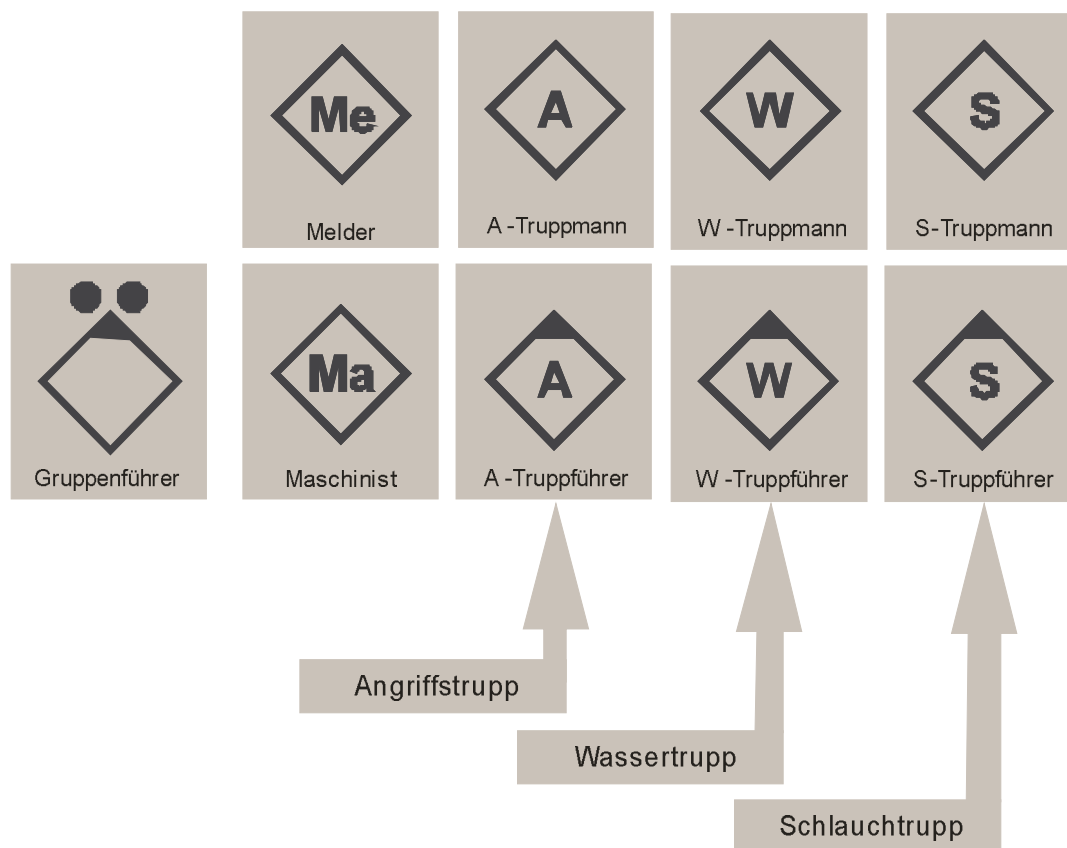 Me
A
W
S
Melder
A -Truppmann
W -Truppmann
S-Truppmann
Ma
A
W
S
Gruppenführer
Maschinist
A -Truppführer
W -Truppführer
S-Truppführer
Angriffstrupp
Wassertrupp
Schlauchtrupp